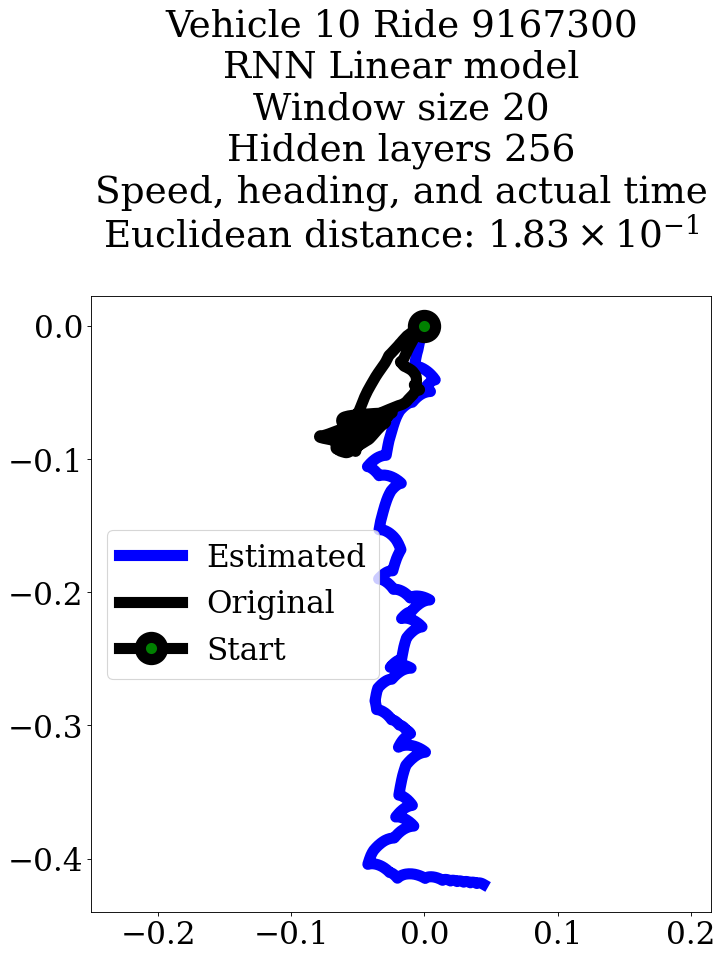 Vehicle 10 Ride 9167300
RNN Linear model
Window size 20
Hidden layers 256
Speed, heading, and actual time
Euclidean distance: 1.83 × 10⁻¹
0.0
−0.1
−0.2
−0.3
−0.4
Estimated
Original
Start
−0.2 −0.1 0.0 0.1 0.2